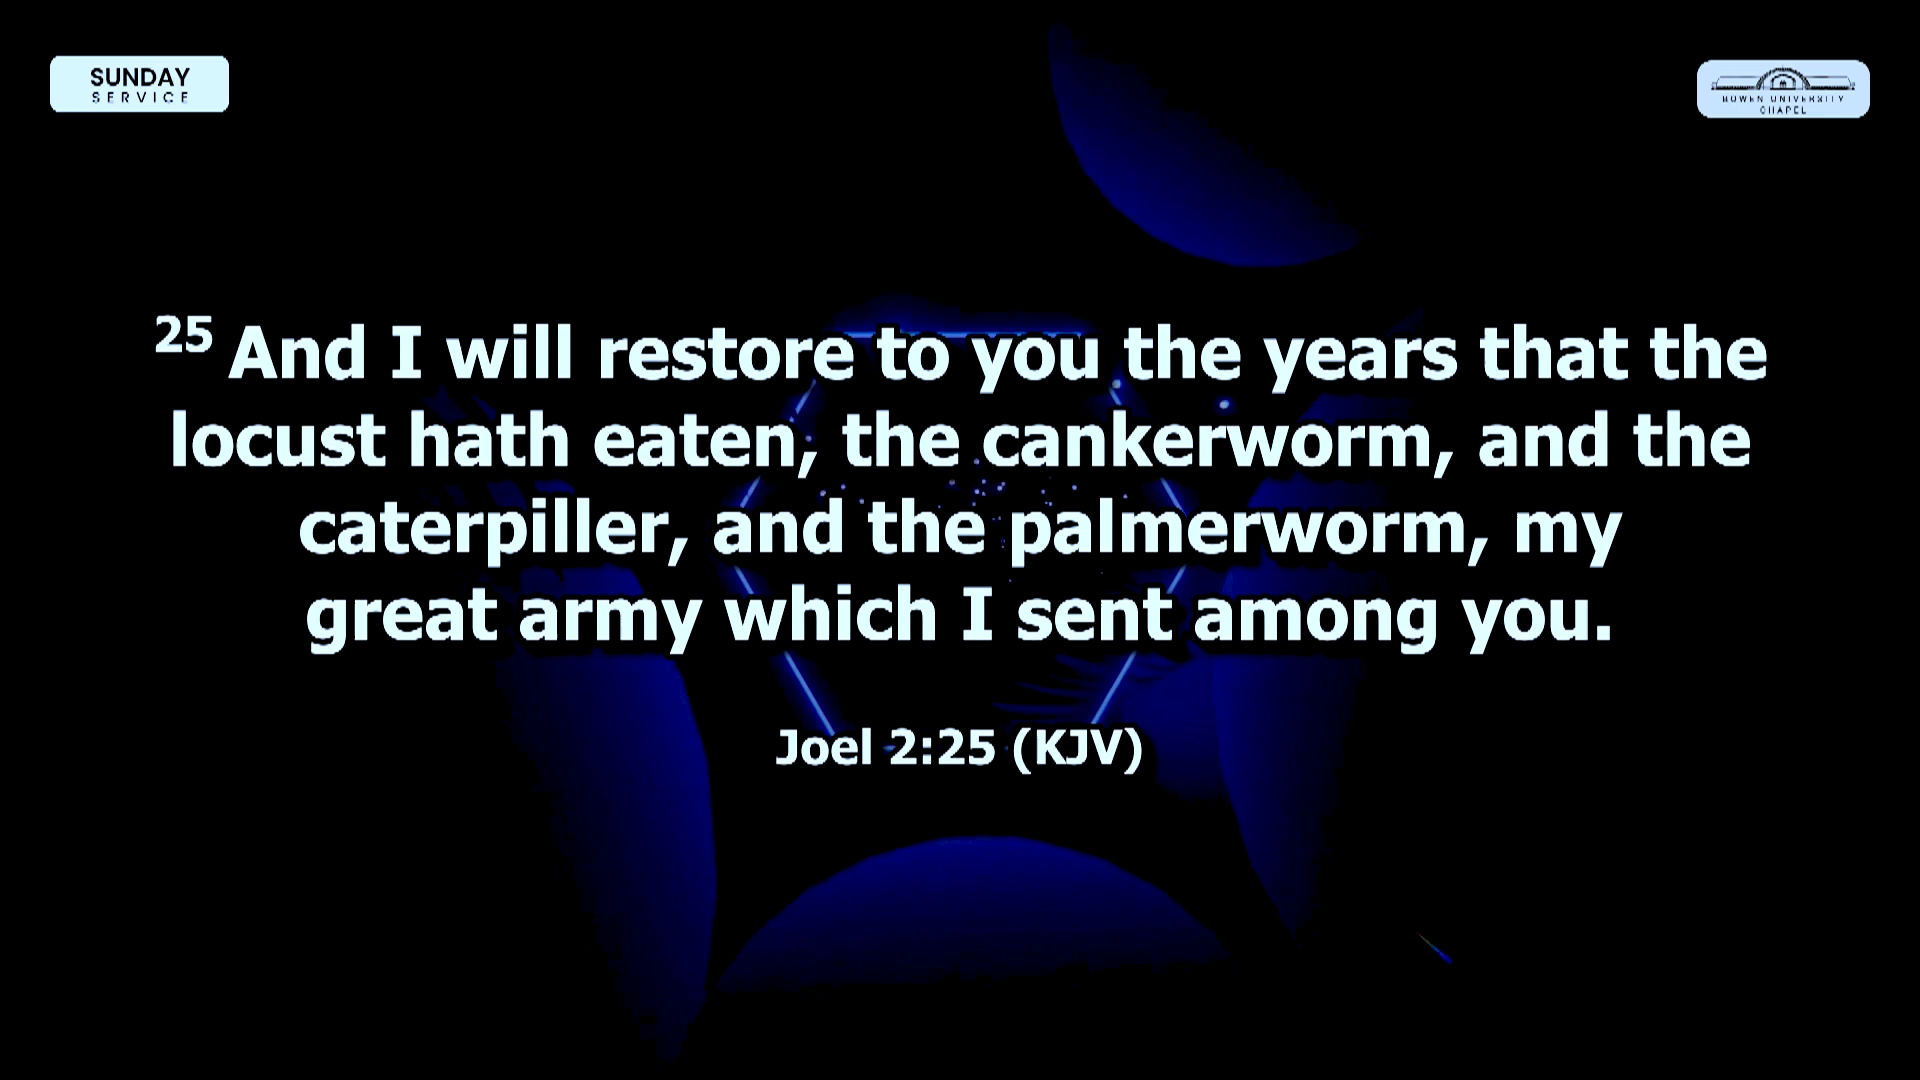 SUNDAY
SERVICE
BOWEN UNIVERSITY
CHAPEL
25 And I will restore to you the years that the
locust hath eaten, the cankerworm, and the
caterpiller, and the palmerworm, my
great army which I sent among you.
Joel 2:25 (KJV)